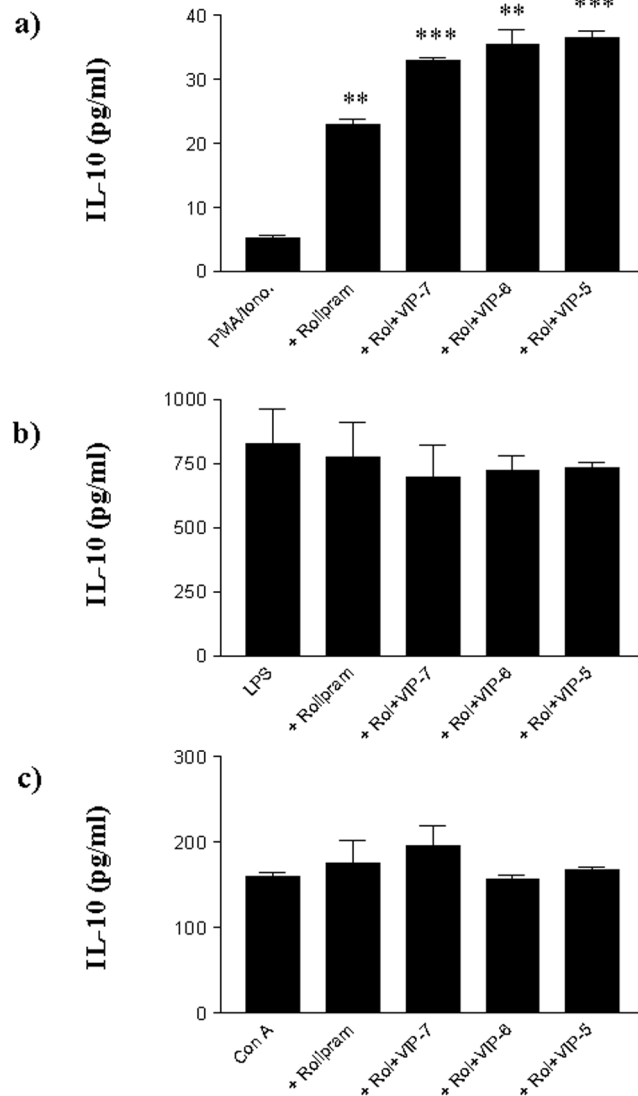 a)
IL-10 (pg/ml)
40
30
20
10
0
** *** ** ***
PMA/Iono.
+ Rolipram
+ Rol+VIP-7
+ Rol+VIP-6
+ Rol+VIP-5
b)
IL-10 (pg/ml)
1000
750
500
250
0
LPS
+ Rolipram
+ Rol+VIP-7
+ Rol+VIP-6
+ Rol+VIP-5
c)
IL-10 (pg/ml)
300
200
100
0
Con A
+ Rolipram
+ Rol+VIP-7
+ Rol+VIP-6
+ Rol+VIP-5